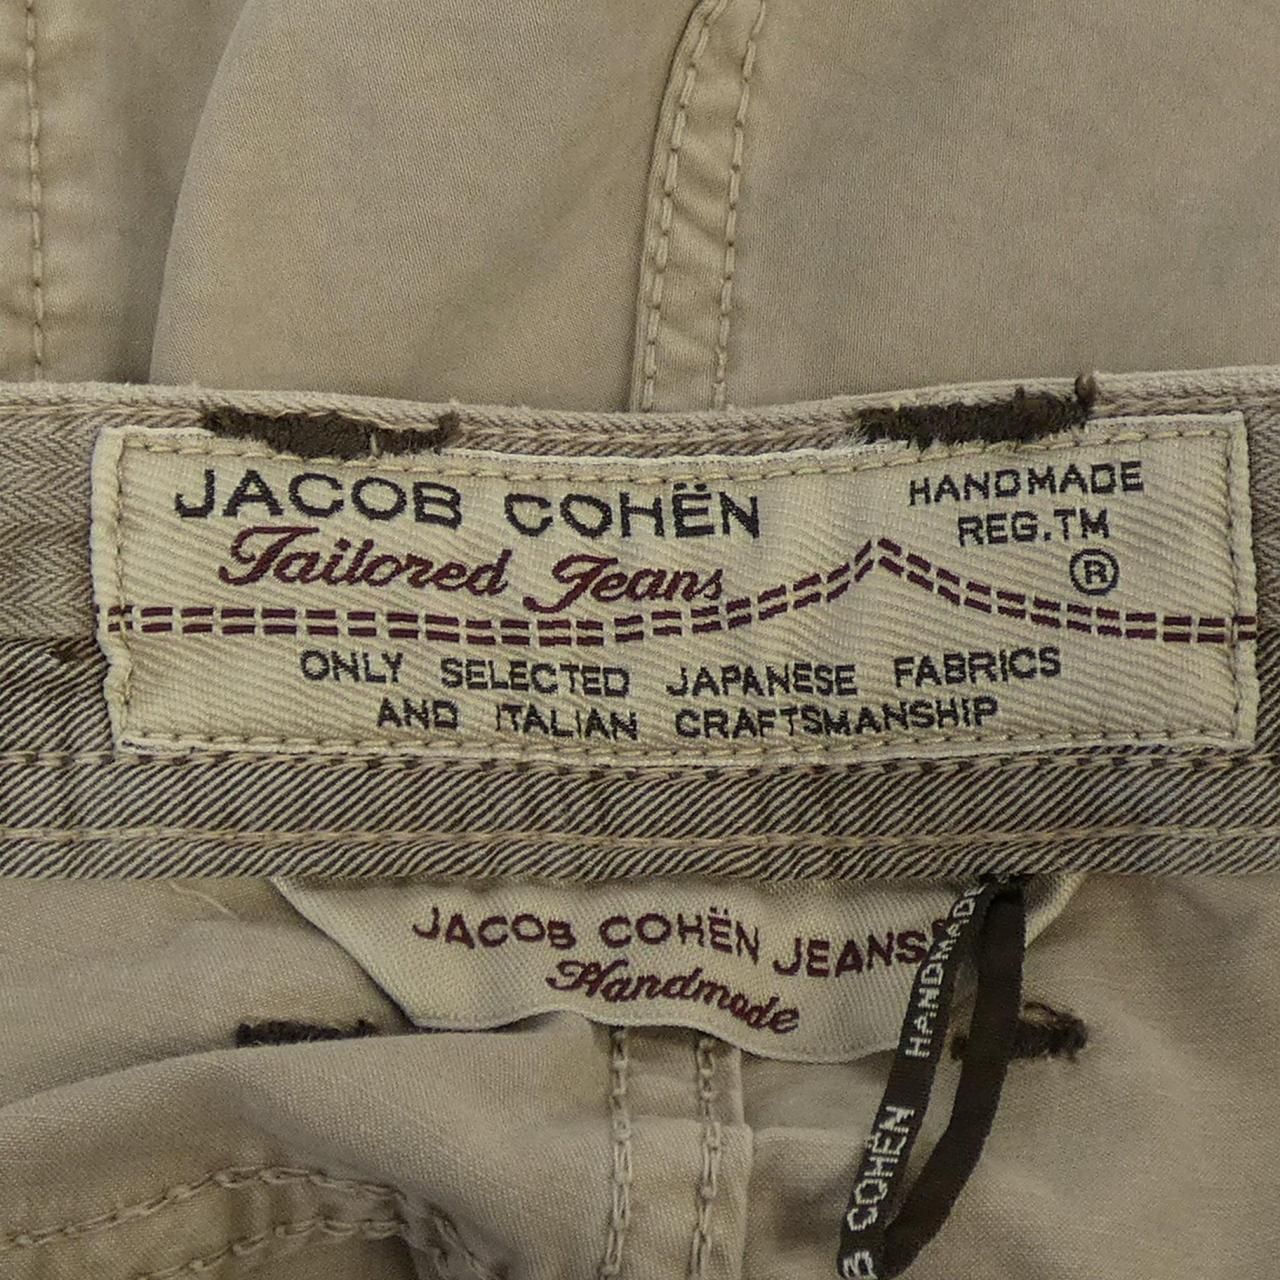 JACOB COHËN
Tailored Jeans
HANDMADE
REG.TM
®
ONLY SELECTED JAPANESE FABRICS
AND ITALIAN CRAFTSMANSHIP
JACOB COHËN JEANS
Handmade
COHËN HANDMADE